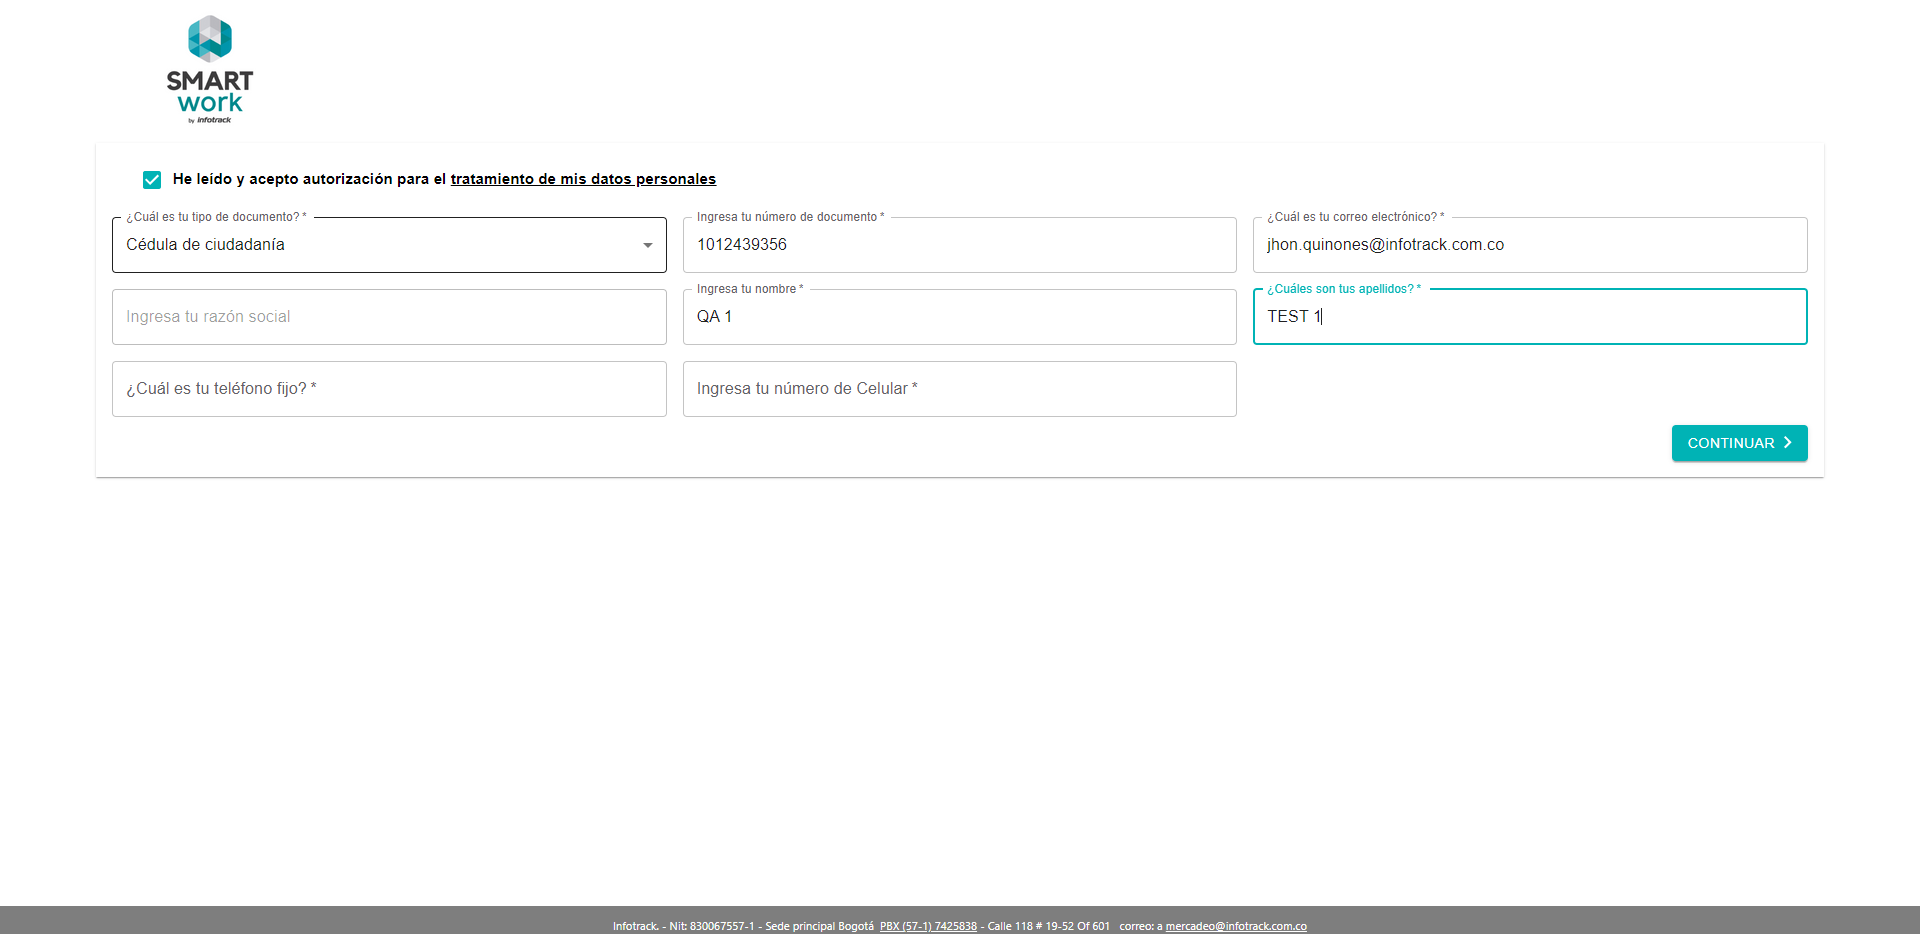 SMART
work
by infotrack
He leído y acepto autorización para el tratamiento de mis datos personales
¿Cuál es tu tipo de documento? *
Cédula de ciudadanía
Ingresa tu número de documento *
1012439356
¿Cuál es tu correo electrónico? *
jhon.quinones@infotrack.com.co
Ingresa tu razón social
Ingresa tu nombre *
QA 1
¿Cuáles son tus apellidos? *
TEST 1
¿Cuál es tu teléfono fijo? *
Ingresa tu número de Celular *
CONTINUAR
Infotrack. - Nit: 830067557-1 - Sede principal Bogotá PBX (57-1) 7425838 - Calle 118 # 19-52 Of 601 correo: a mercadeo@infotrack.com.co